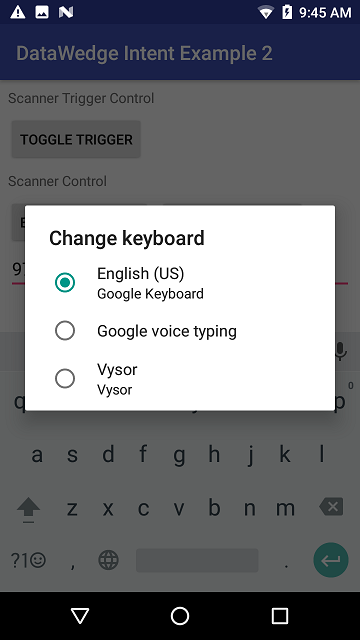 9:45 AM
DataWedge Intent Example 2
Scanner Trigger Control
TOGGLE TRIGGER
Scanner Control
Change keyboard
English (US)
Google Keyboard
Google voice typing
Vysor
Vysor
q p 0
a s d f g h j k l
z x c v b n m
?1 , .